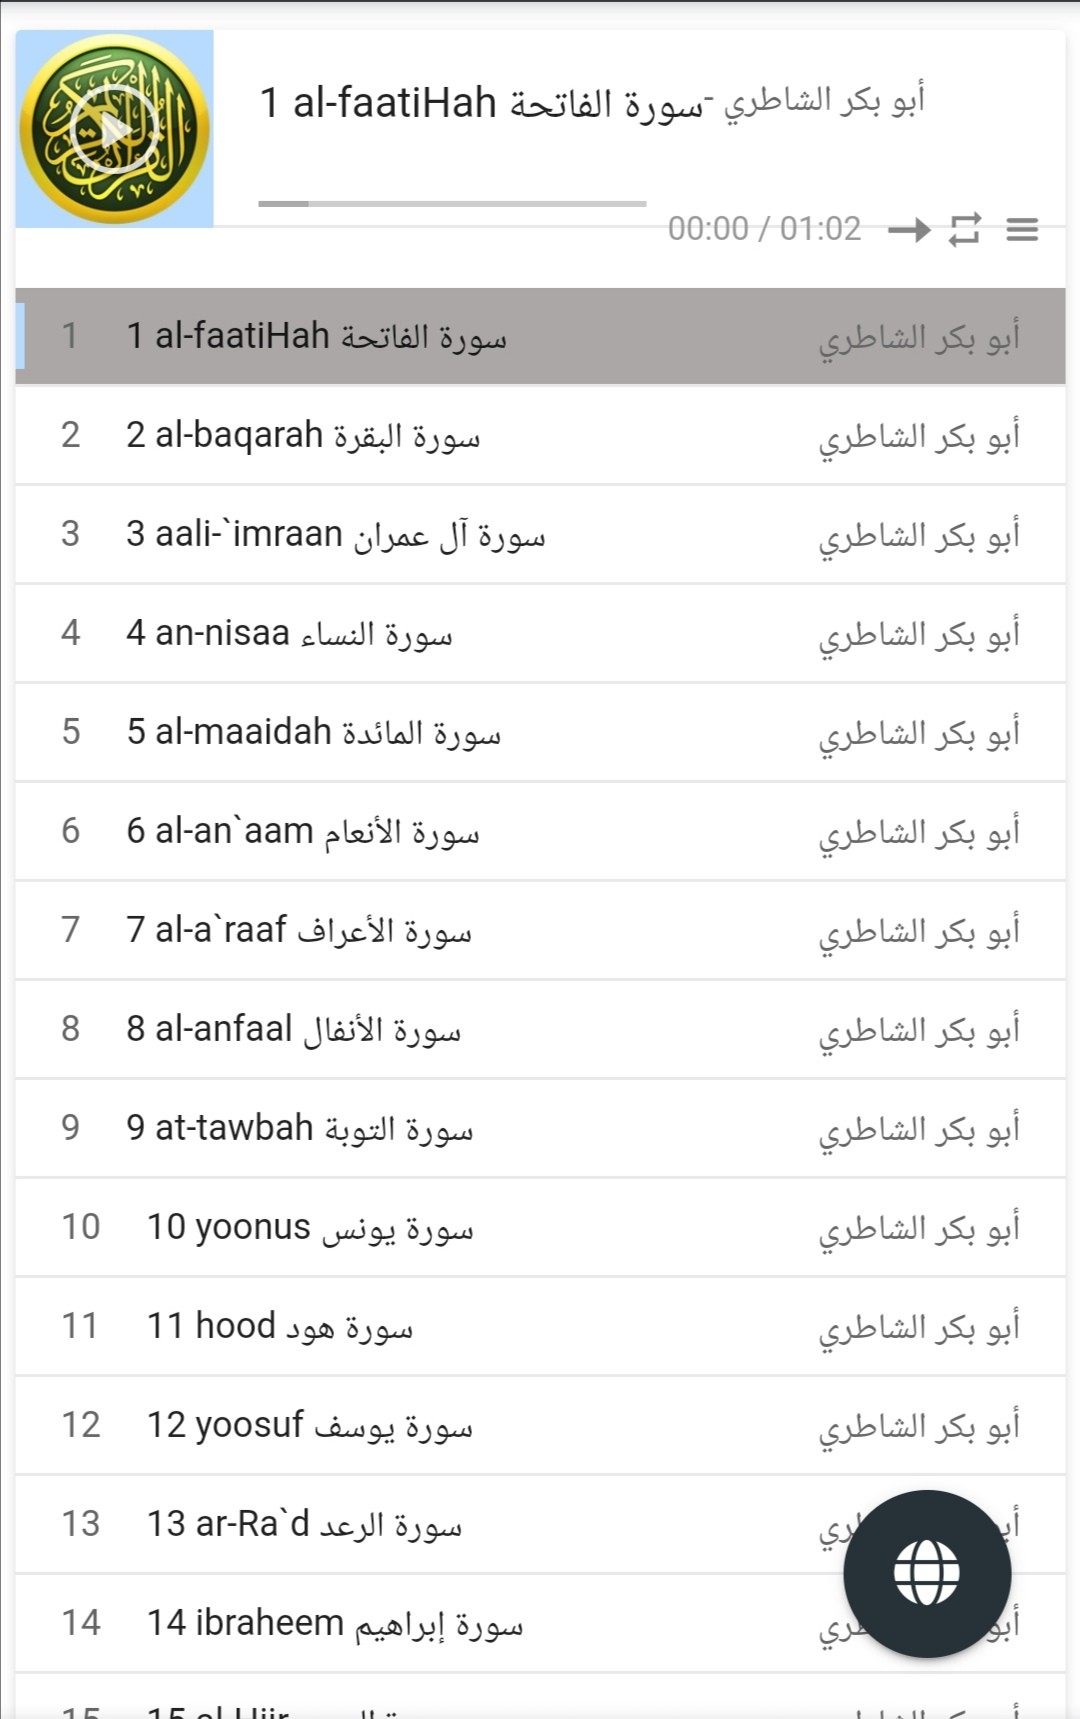 1 al-faatiHah سورة الفاتحة- أبو بكر الشاطري
00:00 / 01:02
1 1 al-faatiHah سورة الفاتحة أبو بكر الشاطري
2 2 al-baqarah سورة البقرة أبو بكر الشاطري
3 3 aali-`imraan سورة آل عمران أبو بكر الشاطري
4 4 an-nisaa سورة النساء أبو بكر الشاطري
5 5 al-maaidah سورة المائدة أبو بكر الشاطري
6 6 al-an`aam سورة الأنعام أبو بكر الشاطري
7 7 al-a`raaf سورة الأعراف أبو بكر الشاطري
8 8 al-anfaal سورة الأنفال أبو بكر الشاطري
9 9 at-tawbah سورة التوبة أبو بكر الشاطري
10 10 yoonus سورة يونس أبو بكر الشاطري
11 11 hood سورة هود أبو بكر الشاطري
12 12 yoosuf سورة يوسف أبو بكر الشاطري
13 13 ar-Ra`d سورة الرعد
14 14 ibraheem سورة إبراهيم
15 15 al-Hijr